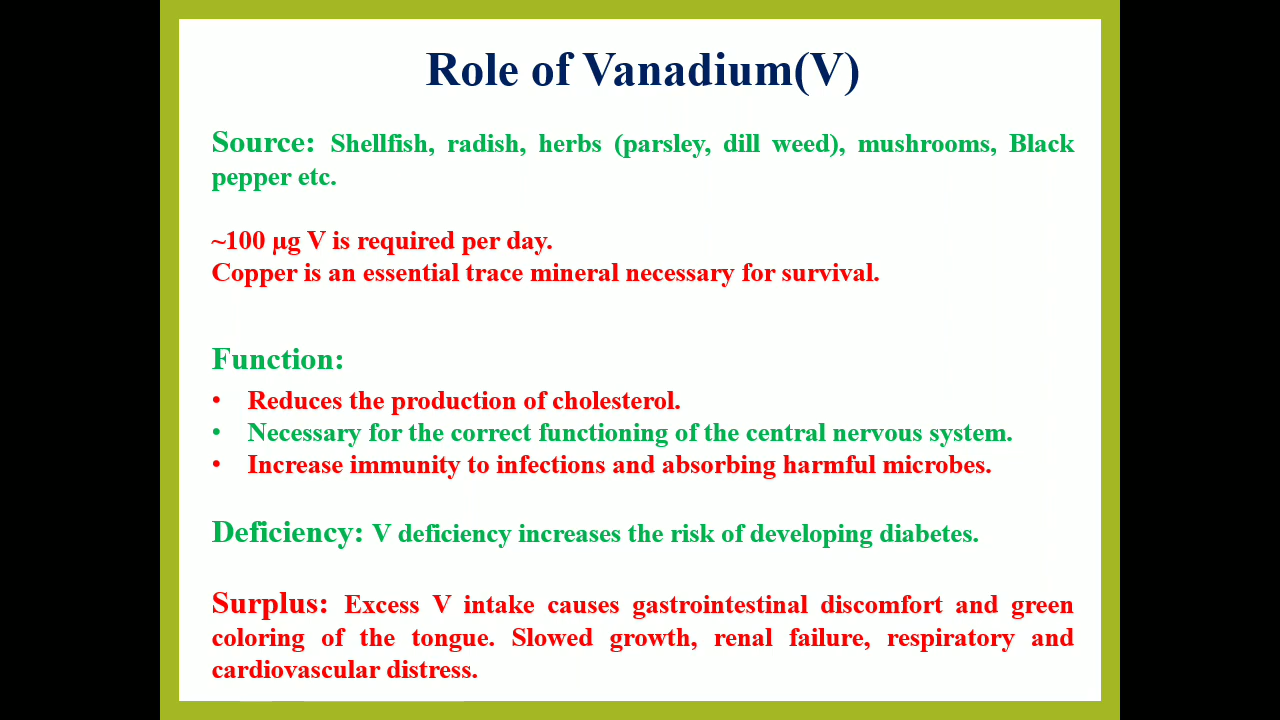 Role of Vanadium(V)
Source: Shellfish, radish, herbs (parsley, dill weed), mushrooms, Black
pepper etc.
~100 µg V is required per day.
Copper is an essential trace mineral necessary for survival.
Function:
• Reduces the production of cholesterol.
• Necessary for the correct functioning of the central nervous system.
• Increase immunity to infections and absorbing harmful microbes.
Deficiency: V deficiency increases the risk of developing diabetes.
Surplus: Excess V intake causes gastrointestinal discomfort and green
coloring of the tongue. Slowed growth, renal failure, respiratory and
cardiovascular distress.